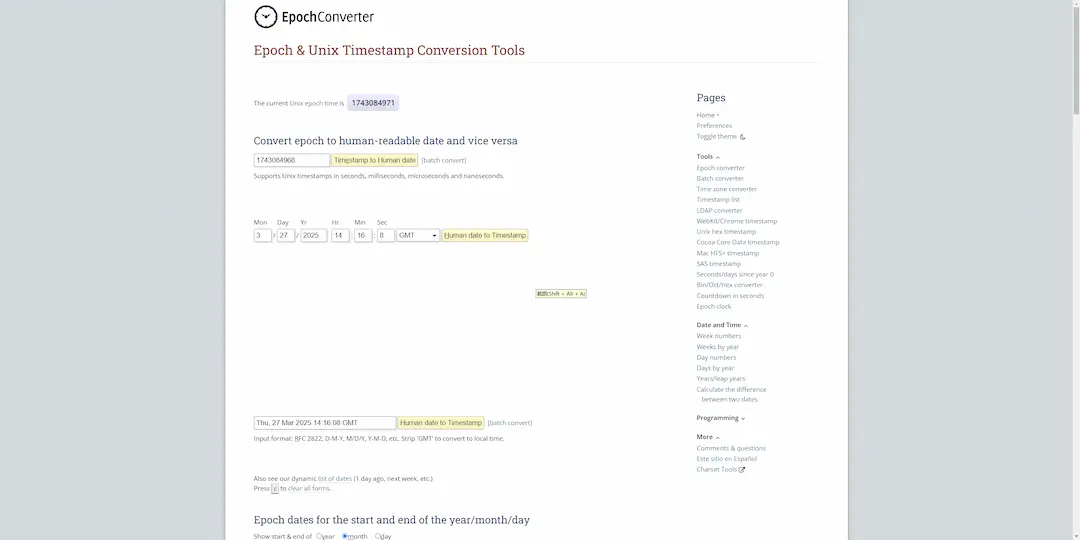 EpochConverter
Epoch & Unix Timestamp Conversion Tools
The current Unix epoch time is 1743084971
Convert epoch to human-readable date and vice versa
1743084968 Timestamp to Human date [batch convert]
Supports Unix timestamps in seconds, milliseconds, microseconds and nanoseconds.
Mon Day Yr Hr Min Sec
3 / 27 / 2025 14 : 16 : 8 GMT Human date to Timestamp
截图(Shift + Alt + A)
Thu, 27 Mar 2025 14:16:08 GMT Human date to Timestamp [batch convert]
Input format: RFC 2822, D-M-Y, M/D/Y, Y-M-D, etc. Strip 'GMT' to convert to local time.
Also see our dynamic list of dates (1 day ago, next week, etc.)
Press c to clear all forms.
Epoch dates for the start and end of the year/month/day
Show start & end of year month day
Pages
Home
Preferences
Toggle theme
Tools
Epoch converter
Batch converter
Time zone converter
Timestamp list
LDAP converter
WebKit/Chrome timestamp
Unix hex timestamp
Cocoa Core Data timestamp
Mac HFS+ timestamp
SAS timestamp
Seconds/days since year 0
Bin/Oct/Hex converter
Countdown in seconds
Epoch clock
Date and Time
Week numbers
Weeks by year
Day numbers
Days by year
Years/leap years
Calculate the difference
between two dates
Programming
More
Comments & questions
Este sitio en Español
Charset Tools